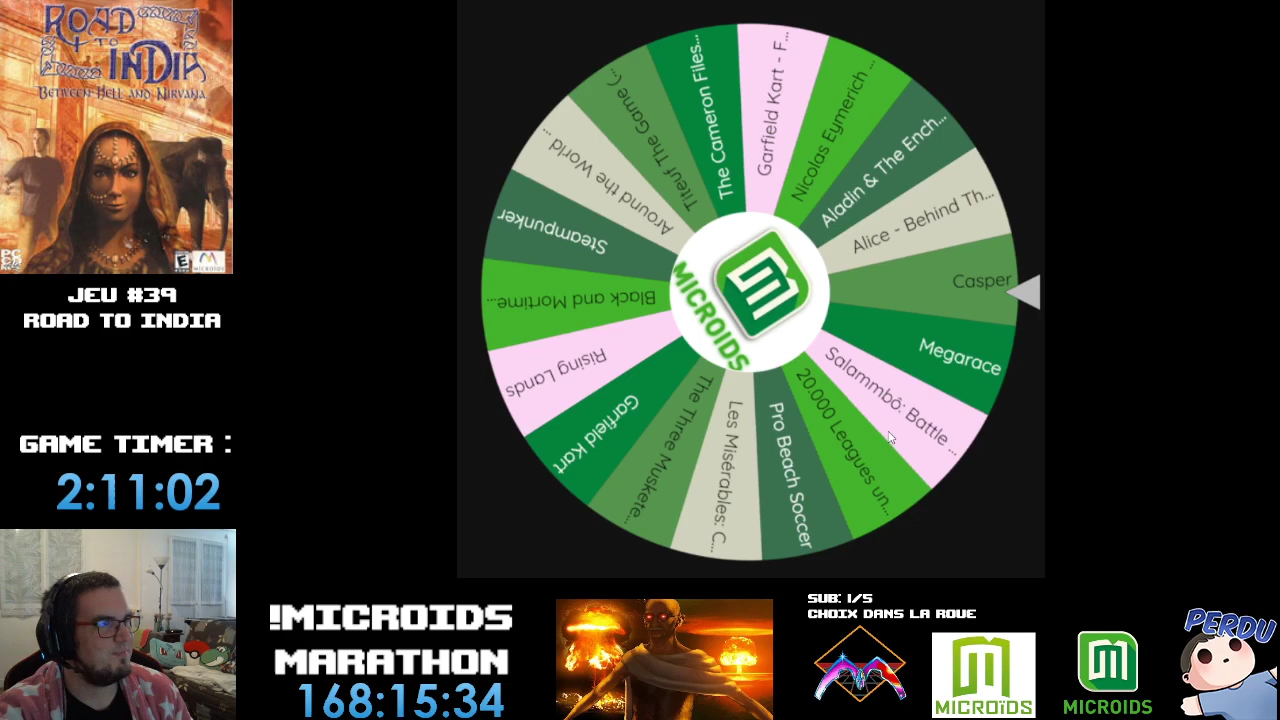 ROAD
TO
INDIA
BETWEEN HELL AND NIRVANA
MICROIDS
JEU #39
ROAD TO INDIA
GAME TIMER :
2:11:02
The Cameron Files...
Garfield Kart - F...
Nicolas Eymerich ...
Aladin & The Ench...
Alice - Behind Th...
Casper
Megarace
Salammbô: Battle ...
20.000 Leagues un...
Pro Beach Soccer
Les Misérables: C...
The Three Muskete...
Garfield Kart
Rising Lands
Black and Mortime...
Steampunker
Around the World ...
Titeuf The Game (...
MICROIDS
!MICROIDS
MARATHON
168:15:34
SUB: 1/5
CHOIX DANS LA ROUE
MICROÏDS
MICROIDS
PERDU